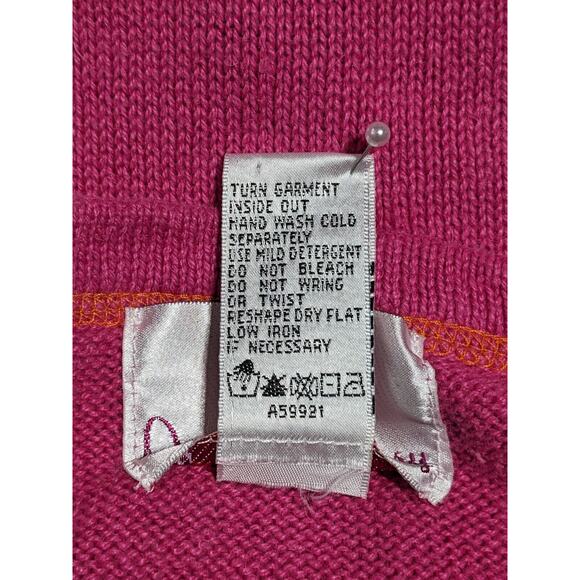 TURN GARMENT
INSIDE OUT
HAND WASH COLD
SEPARATELY
USE MILD DETERGENT
DO NOT BLEACH
DO NOT WRING
OR TWIST
RESHAPE DRY FLAT
LOW IRON
IF NECESSARY
A59921